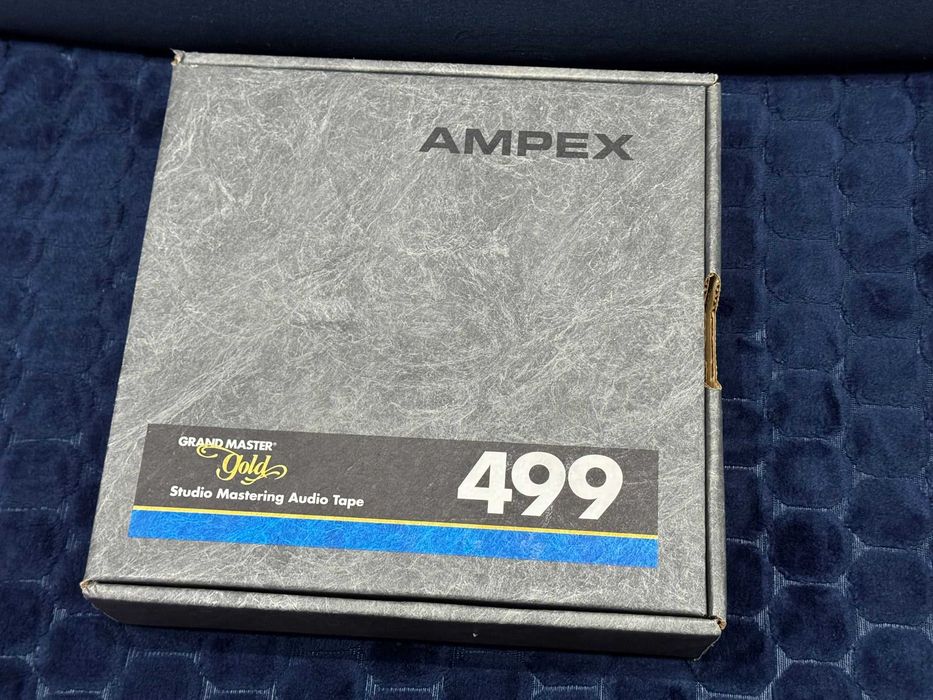 AMPEX
GRAND MASTER®
Gold
Studio Mastering Audio Tape
499